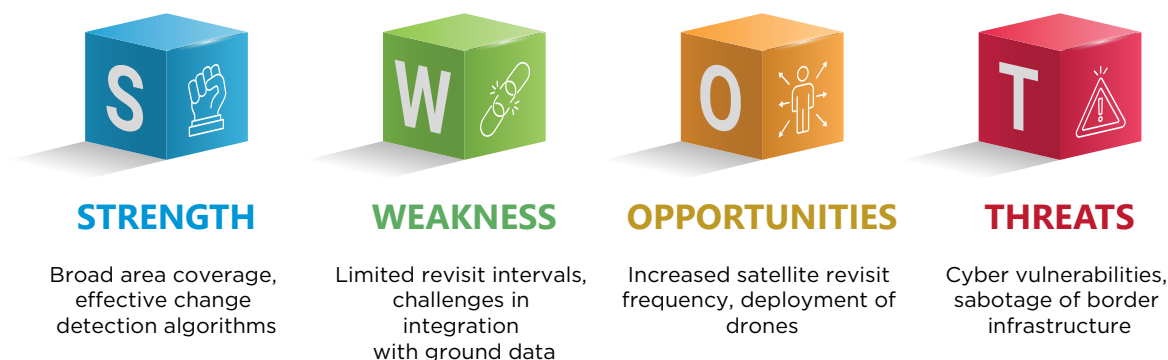 S
W
O
T
STRENGTH
Broad area coverage,
effective change
detection algorithms
WEAKNESS
Limited revisit intervals,
challenges in
integration
with ground data
OPPORTUNITIES
Increased satellite revisit
frequency, deployment of
drones
THREATS
Cyber vulnerabilities,
sabotage of border
infrastructure